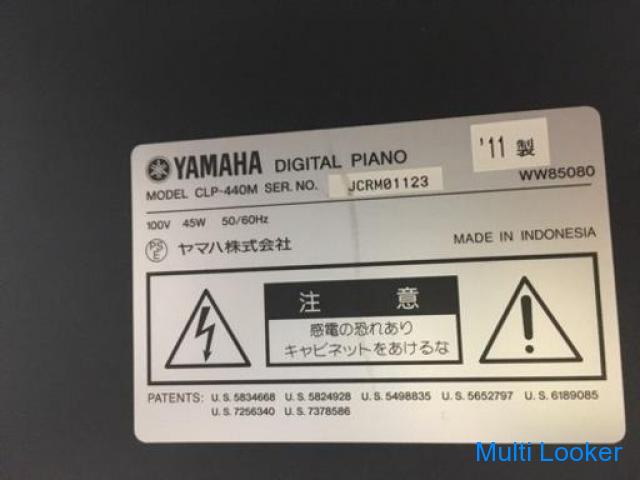 YAMAHA DIGITAL PIANO
'11 製
MODEL CLP-440M SER. NO. JCRM01123
WW85080
100V 45W 50/60Hz
PSE ヤマハ株式会社
MADE IN INDONESIA
注 意
感電の恐れあり
キャビネットをあけるな
PATENTS: U.S.5834668 U.S.5824928 U.S.5498835 U.S.5652797 U.S.6189085
U.S.7256340 U.S.7378586
Multi Looker